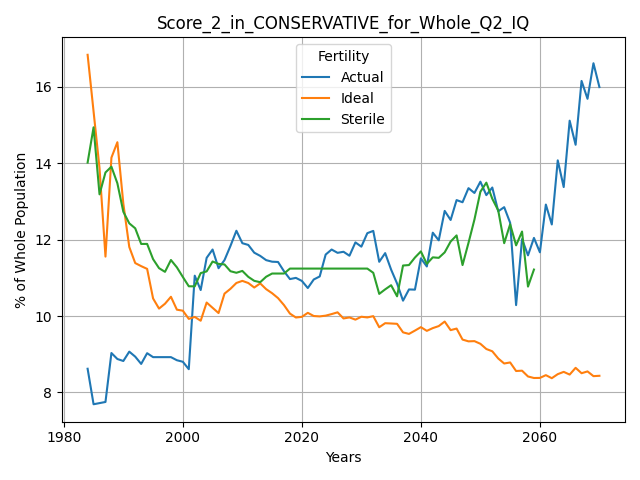 Score_2_in_CONSERVATIVE_for_Whole_Q2_IQ
Fertility
Actual
Ideal
Sterile
% of Whole Population
16
14
12
10
8
1980
2000
2020
2040
2060
Years